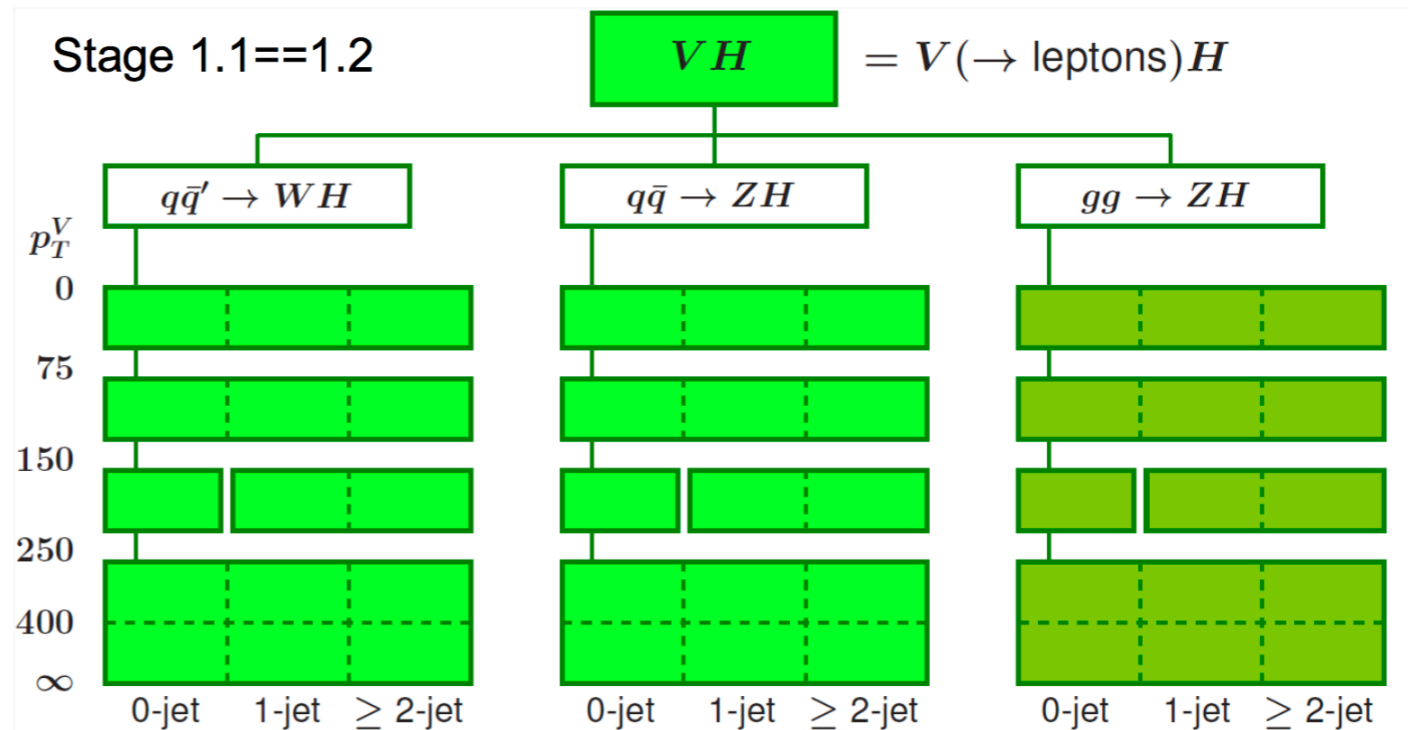 Stage 1.1==1.2
VH
= V(→ leptons)H
qq̄′ → WH
qq̄ → ZH
gg → ZH
p_T^V
0
75
150
250
400
∞
0-jet 1-jet ≥ 2-jet
0-jet 1-jet ≥ 2-jet
0-jet 1-jet ≥ 2-jet